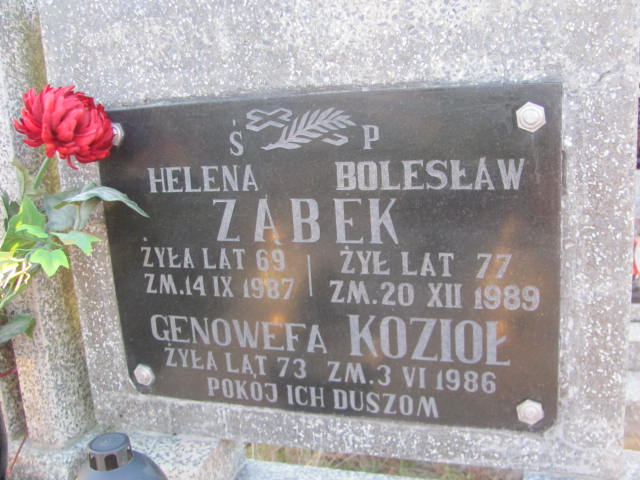 Ś P
HELENA BOLESŁAW
ZĄBEK
ŻYŁA LAT 69 ŻYŁ LAT 77
ZM. 14 IX 1987 ZM. 20 XII 1989
GENOWEFA KOZIOŁ
ŻYŁA LAT 73 ZM. 3 VI 1986
POKÓJ ICH DUSZOM